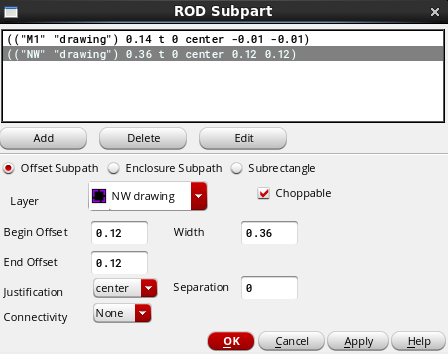 ROD Subpart
(("M1" "drawing") 0.14 t 0 center -0.01 -0.01)
(("NW" "drawing") 0.36 t 0 center 0.12 0.12)
Add Delete Edit
Offset Subpath Enclosure Subpath Subrectangle
Layer NW drawing Choppable
Begin Offset 0.12 Width 0.36
End Offset 0.12
Justification center Separation 0
Connectivity None
OK Cancel Apply Help